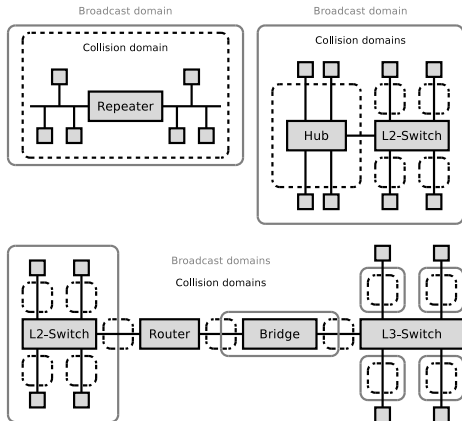 Broadcast domain
Broadcast domain
Collision domain
Collision domains
Repeater
Hub
L2-Switch
Broadcast domains
Collision domains
L2-Switch
Router
Bridge
L3-Switch